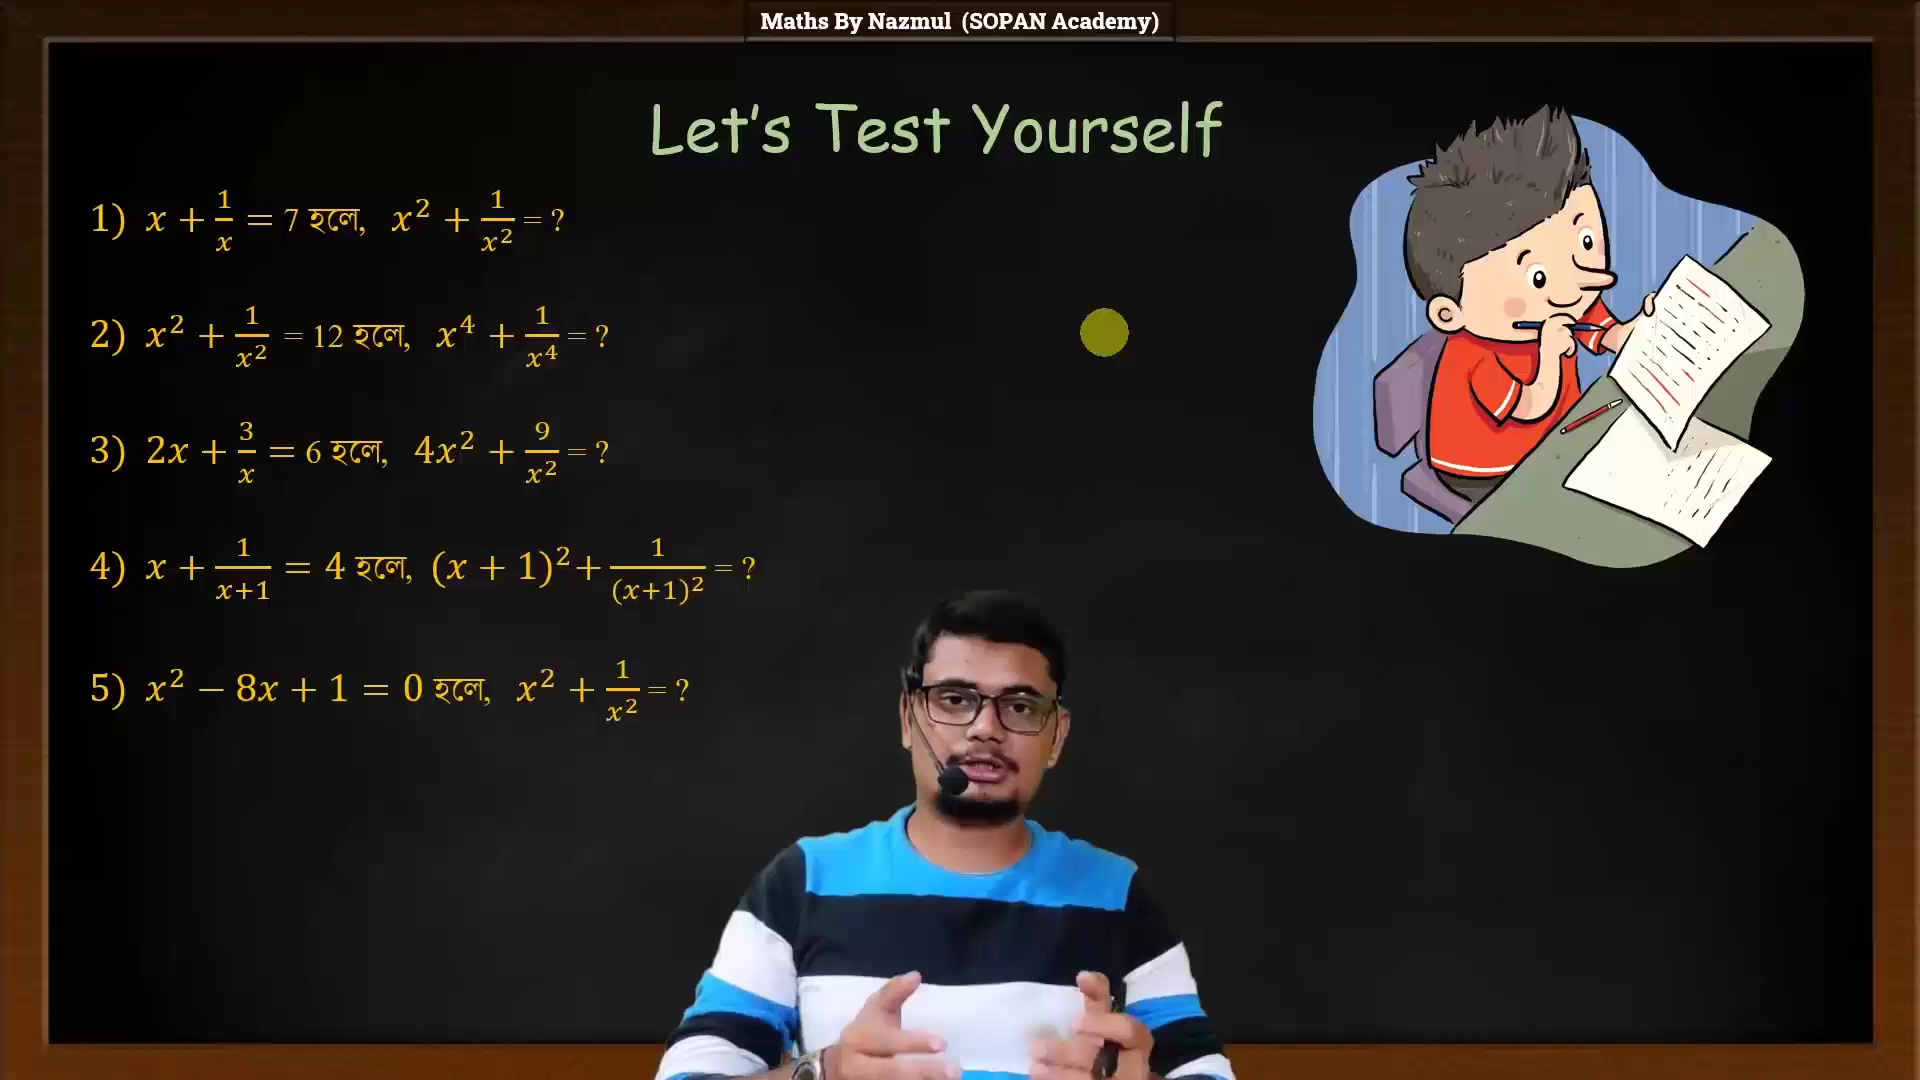 Maths By Nazmul (SOPAN Academy)
Let's Test Yourself
1) x + 1/x = 7 হলে, x² + 1/x² = ?
2) x² + 1/x² = 12 হলে, x⁴ + 1/x⁴ = ?
3) 2x + 3/x = 6 হলে, 4x² + 9/x² = ?
4) x + 1/(x+1) = 4 হলে, (x + 1)² + 1/(x+1)² = ?
5) x² − 8x + 1 = 0 হলে, x² + 1/x² = ?